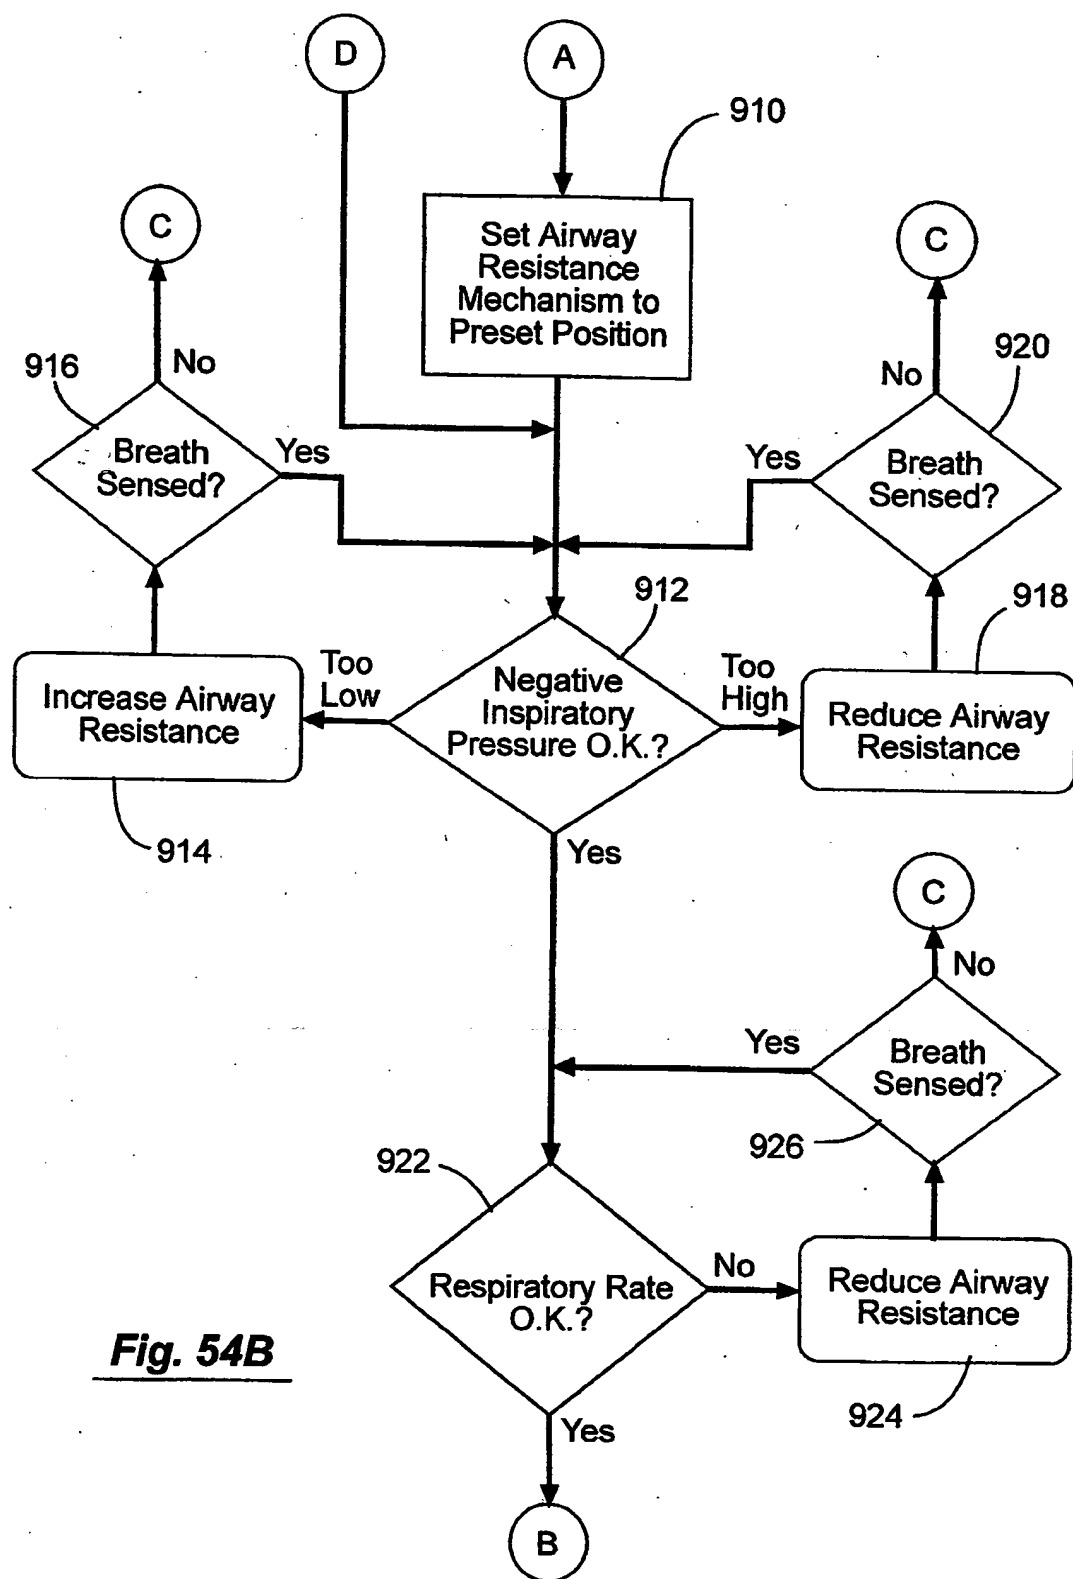 D
A
910
C
Set Airway
Resistance
Mechanism to
Preset Position
C
916
No
920
No
Breath
Sensed?
Yes
Yes
Breath
Sensed?
912
918
Increase Airway
Resistance
Too
Low
Negative
Inspiratory
Pressure O.K.?
Too
High
Reduce Airway
Resistance
914
Yes
C
No
Yes
Breath
Sensed?
926
922
Respiratory Rate
O.K.?
No
Reduce Airway
Resistance
Fig. 54B
924
Yes
B